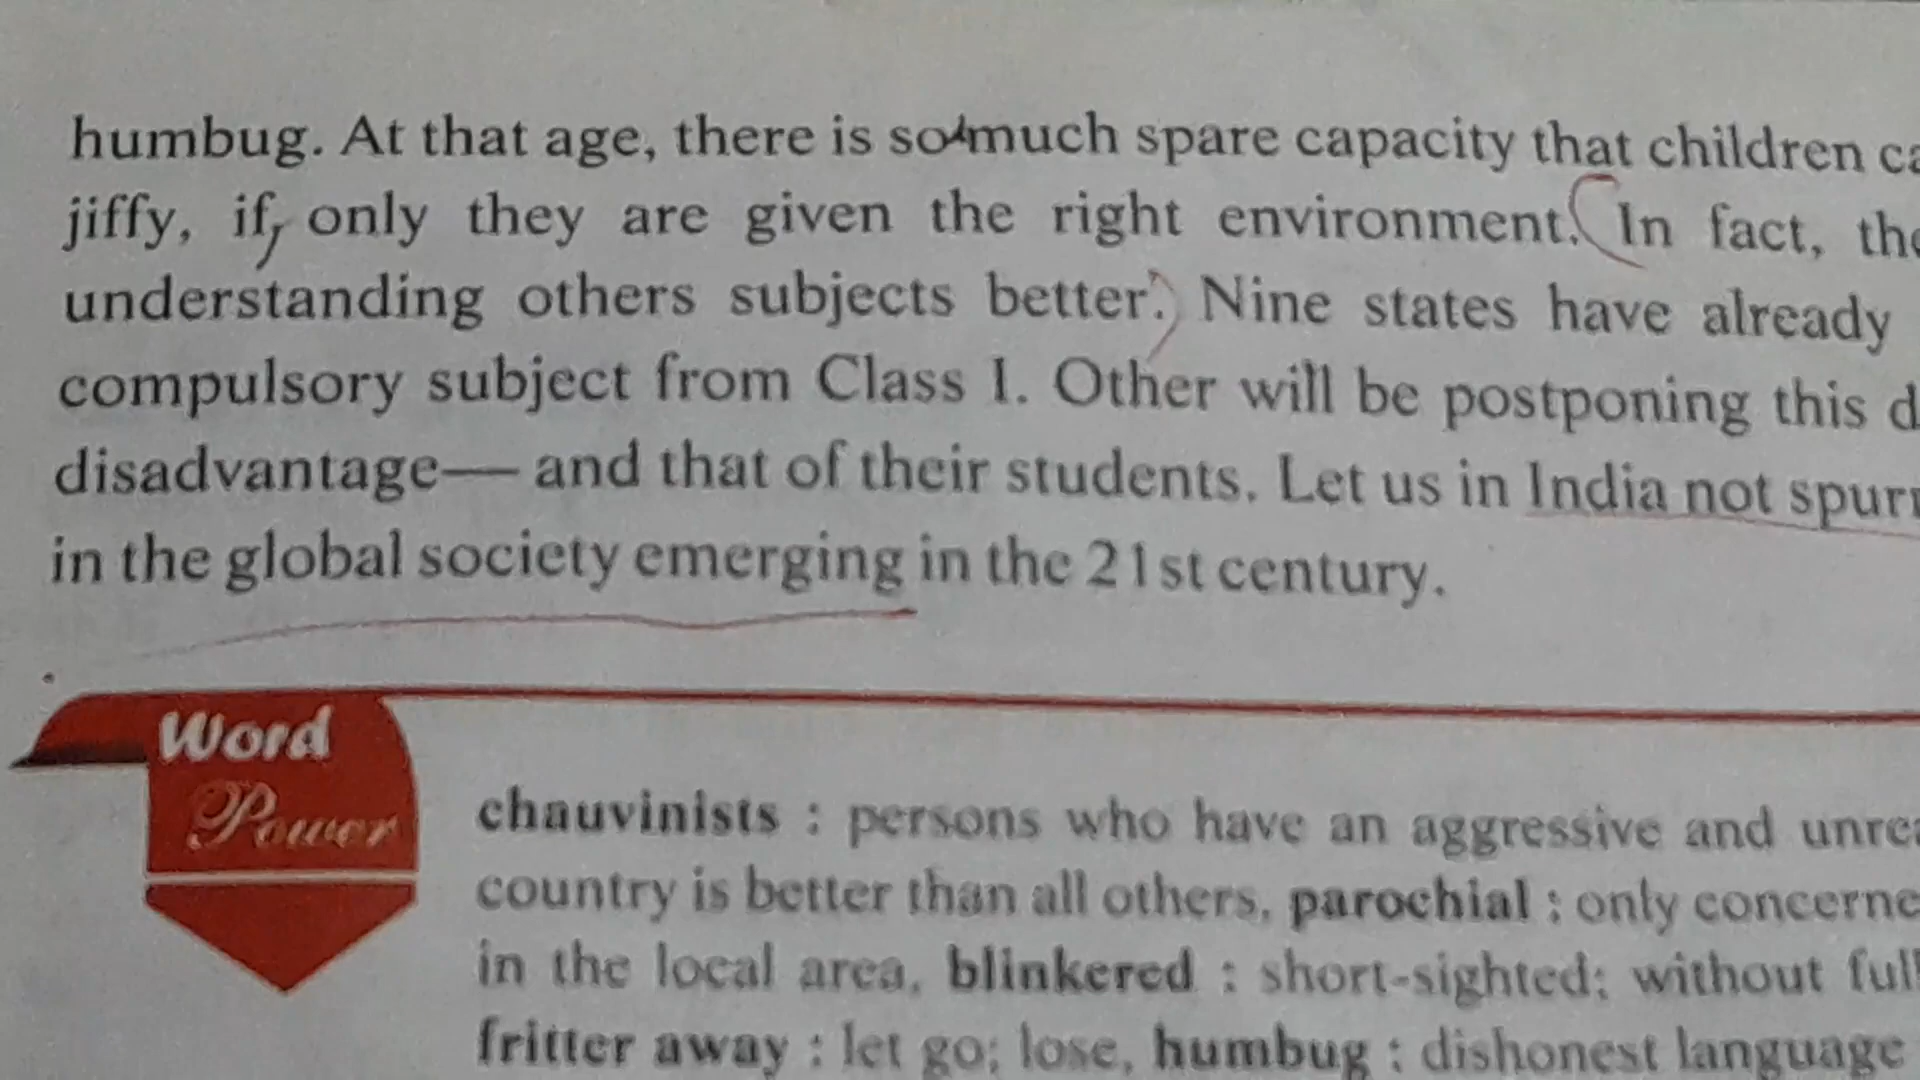 humbug. At that age, there is so much spare capacity that children
jiffy, if only they are given the right environment. In fact,
understanding others subjects better. Nine states have already
compulsory subject from Class I. Other will be postponing this
disadvantage— and that of their students. Let us in India not
in the global society emerging in the 21st century.
Word
Power
chauvinists : persons who have an aggressive and
country is better than all others, parochial : only
in the local area, blinkered : short-sighted; without
fritter away : let go; lose, humbug : dishonest language